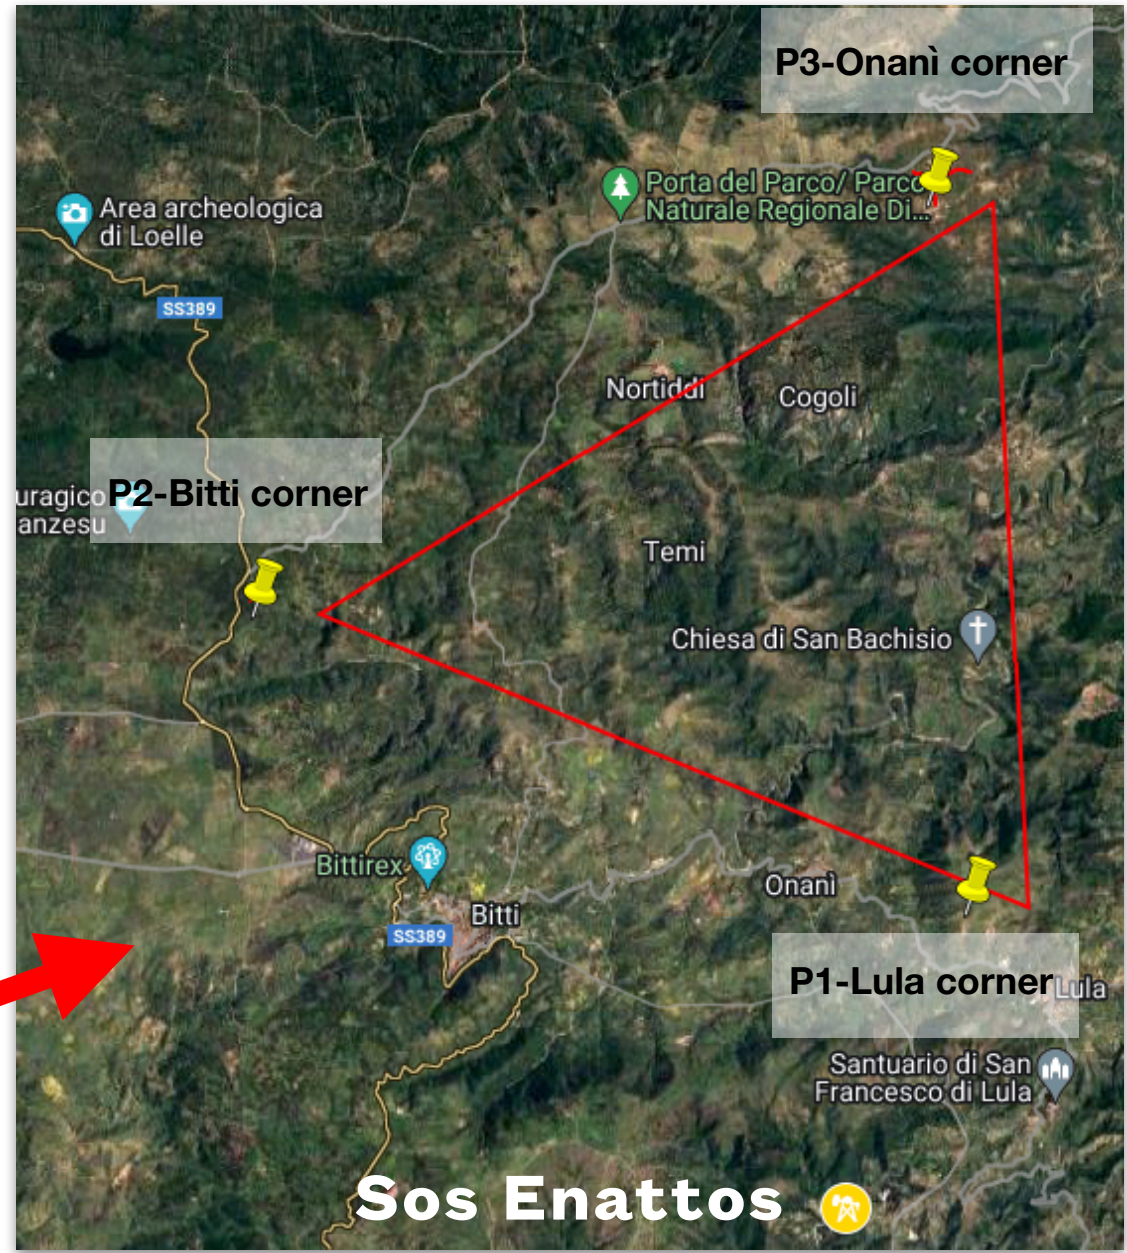 P3-Onanì corner
Porta del Parco/ Parco
Naturale Regionale Di...
Area archeologica
di Loelle
SS389
Nortiddi
Cogoli
uragico
anzesu
P2-Bitti corner
Temi
Chiesa di San Bachisio
Bittirex
Onanì
Bitti
SS389
P1-Lula corner
Lula
Santuario di San
Francesco di Lula
Sos Enattos